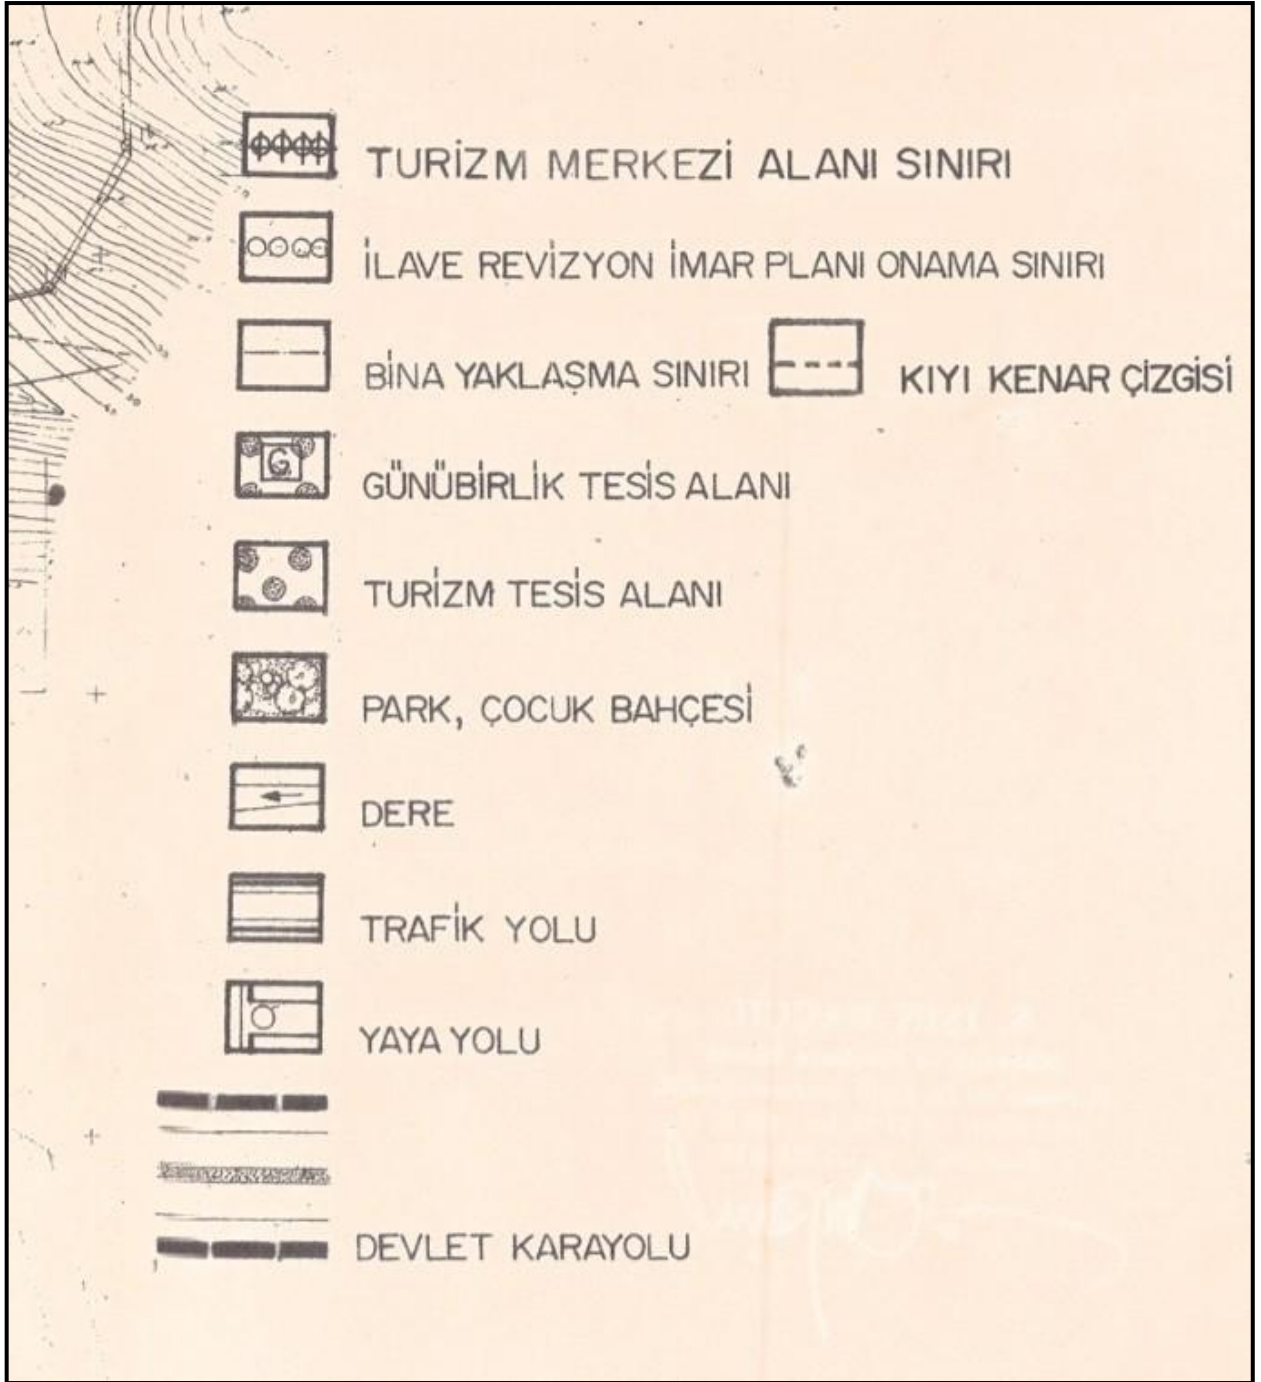 TURİZM MERKEZİ ALANI SINIRI
İLAVE REVİZYON İMAR PLANI ONAMA SINIRI
BİNA YAKLAŞMA SINIRI KIYI KENAR ÇİZGİSİ
G
GÜNÜBİRLİK TESİS ALANI
TURİZM TESİS ALANI
PARK, ÇOCUK BAHÇESİ
DERE
TRAFİK YOLU
YAYA YOLU
DEVLET KARAYOLU